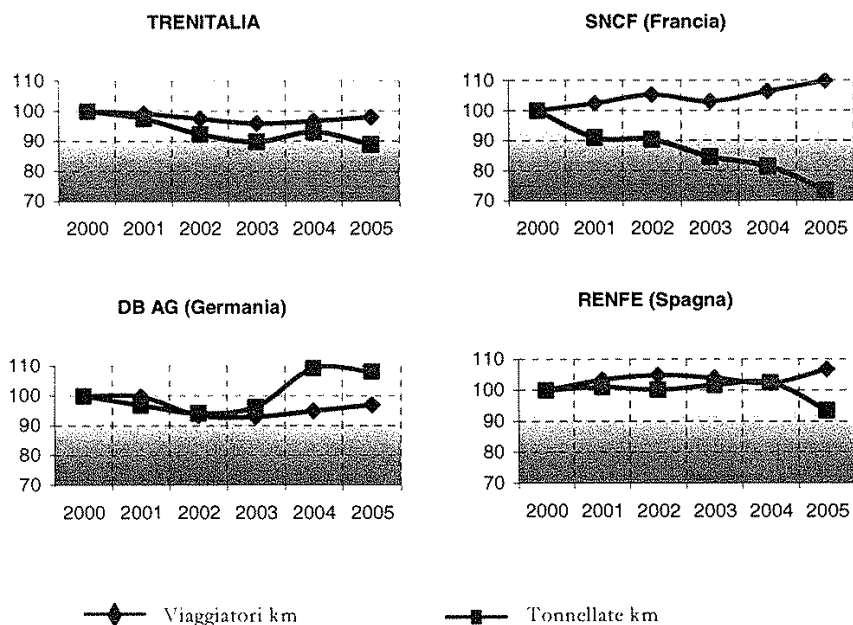 TRENITALIA
110
100
90
80
70
2000 2001 2002 2003 2004 2005
SNCF (Francia)
110
100
90
80
70
2000 2001 2002 2003 2004 2005
DB AG (Germania)
110
100
90
80
70
2000 2001 2002 2003 2004 2005
RENFE (Spagna)
110
100
90
80
70
2000 2001 2002 2003 2004 2005
Viaggiatori km
Tonnellate km